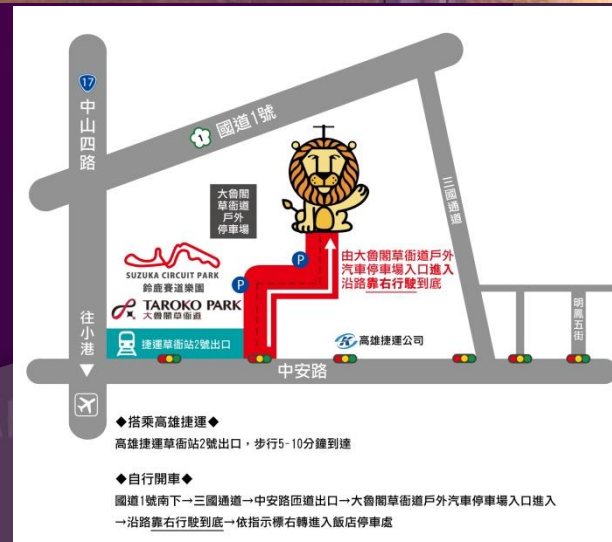 17
中山四路
1 國道1號
大魯閣
草衙道
戶外
停車場
三國通道
P
P
由大魯閣草衙道戶外
汽車停車場入口進入
沿路靠右行駛到底
SUZUKA CIRCUIT PARK
鈴鹿賽道樂園
TAROKO PARK
大魯閣草衙道
捷運草衙站2號出口
高雄捷運公司
明鳳五街
往小港
中安路
◆搭乘高雄捷運◆
高雄捷運草衙站2號出口，步行5-10分鐘到達
◆自行開車◆
國道1號南下→三國通道→中安路匝道出口→大魯閣草衙道戶外汽車停車場入口進入
→沿路靠右行駛到底→依指示標右轉進入飯店停車處